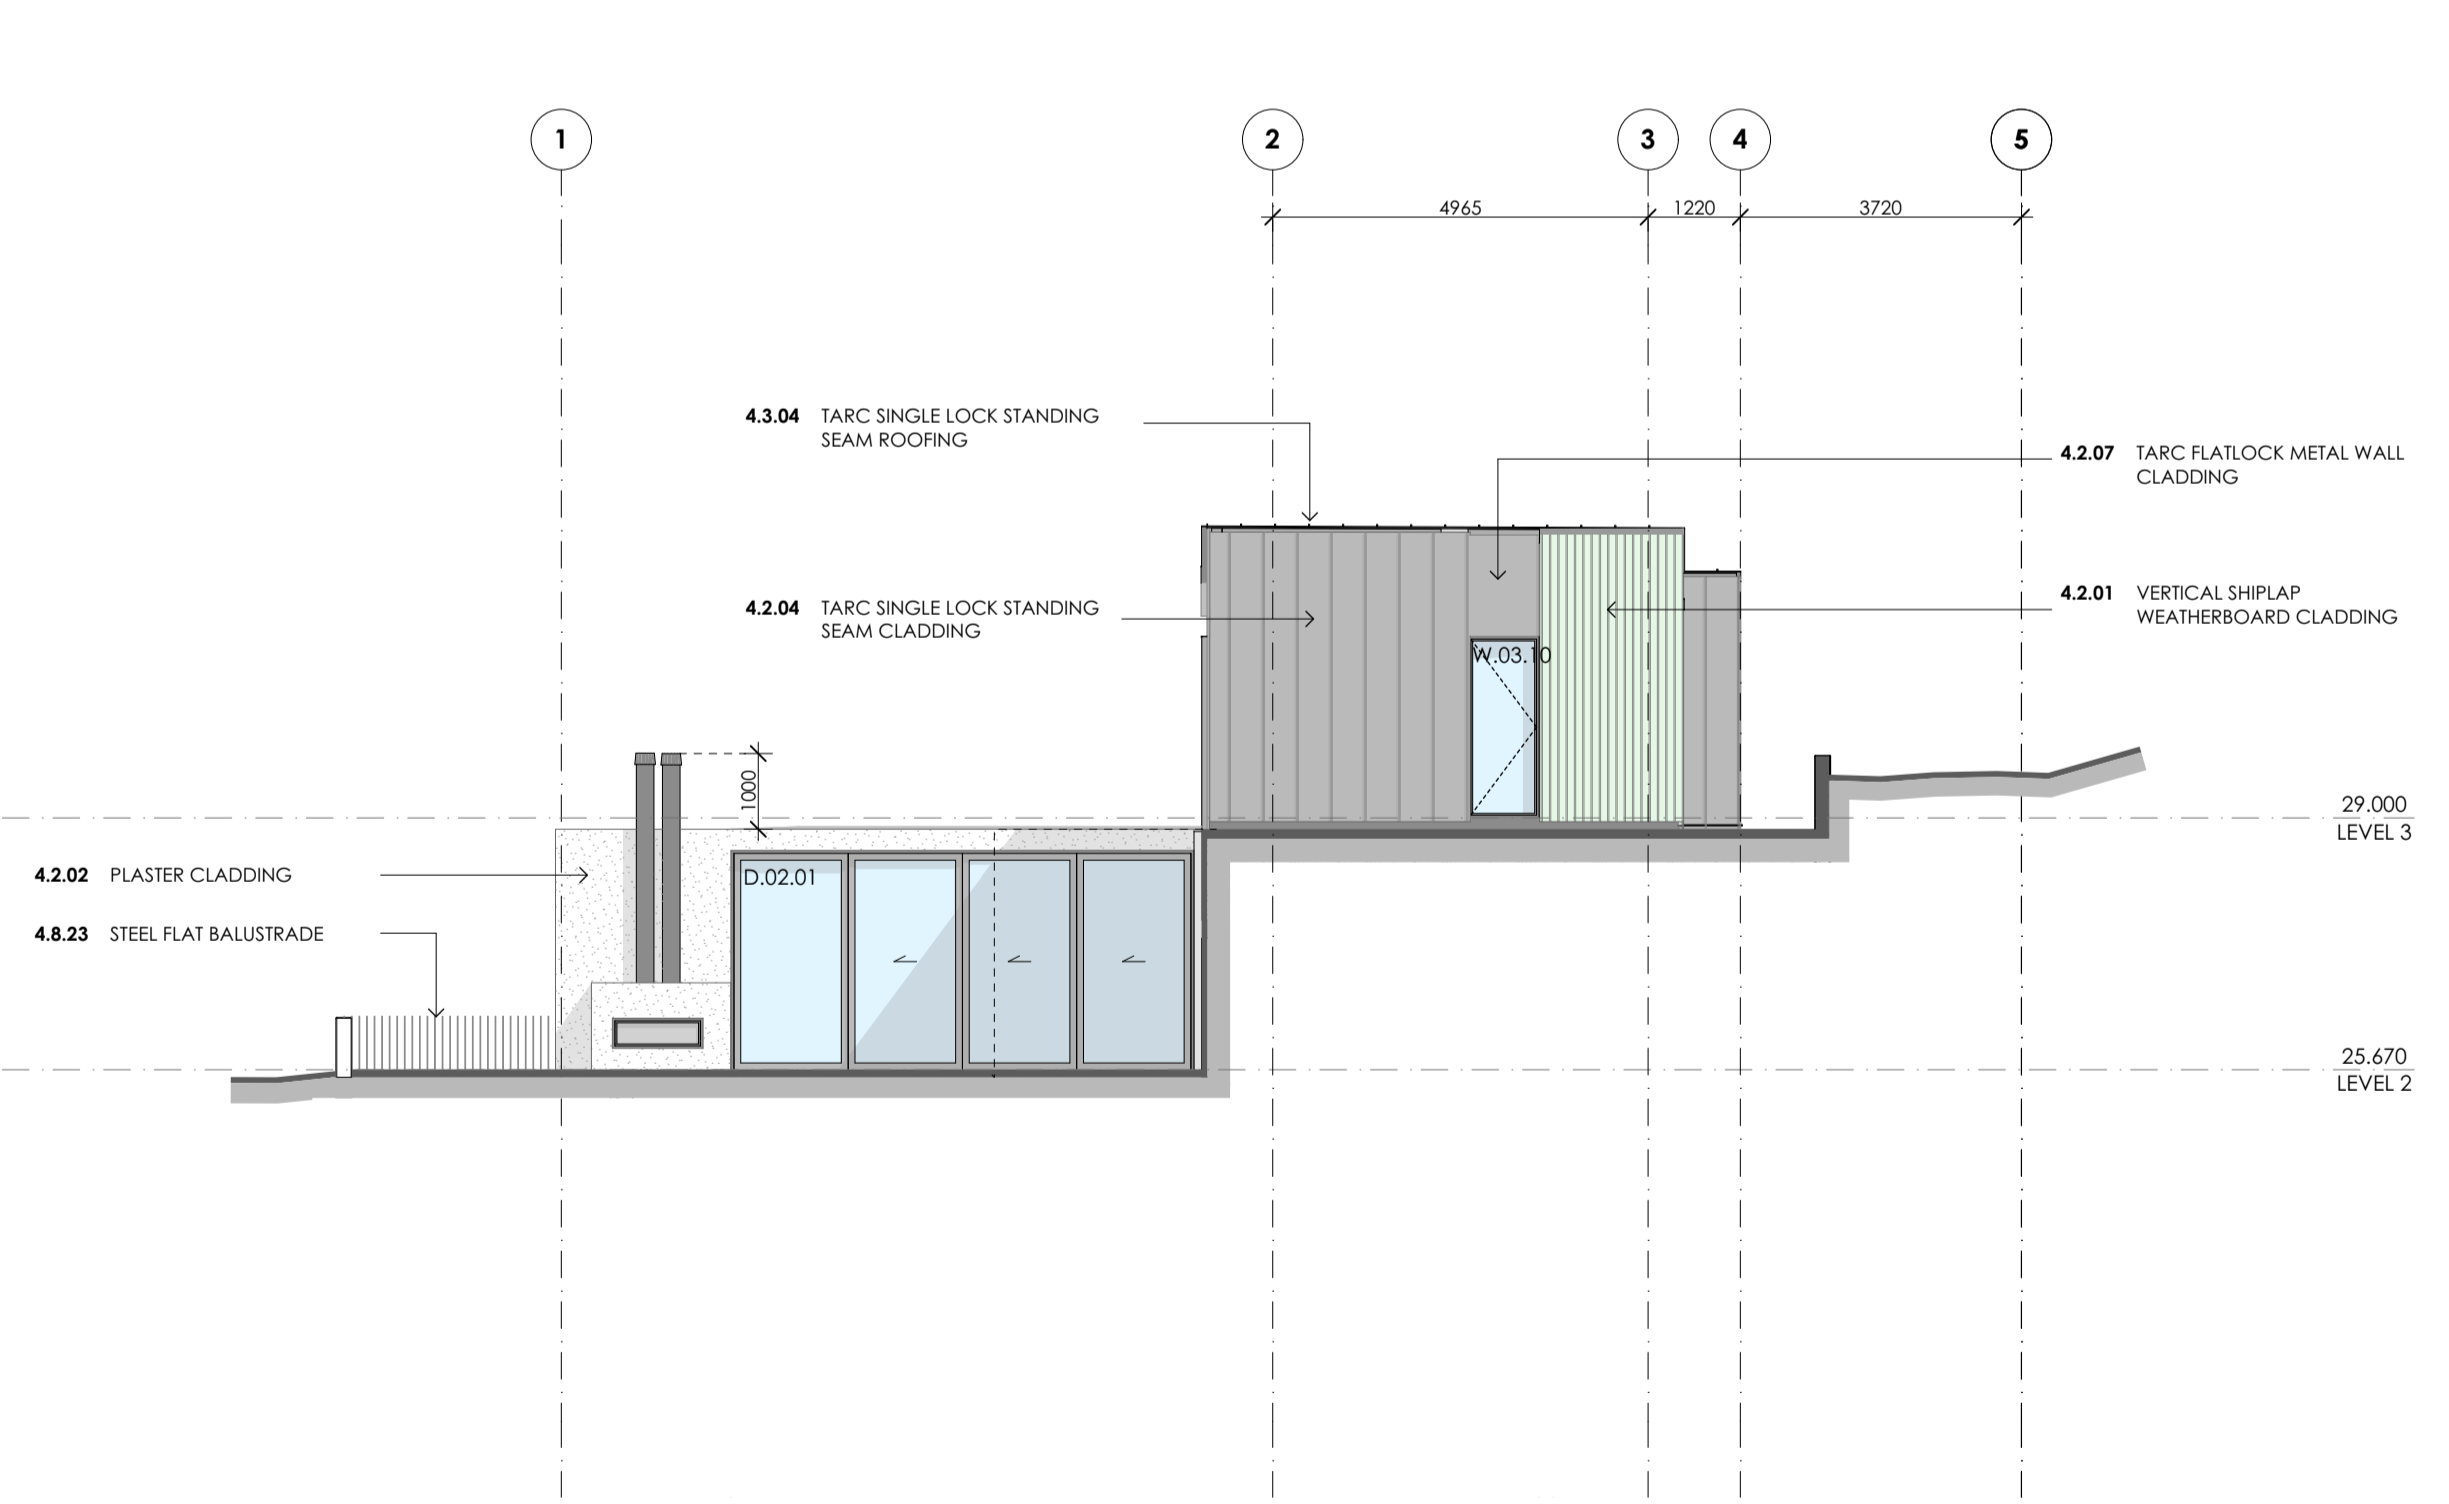 1 2 3 4 5
4965 1220 3720
4.3.04 TARC SINGLE LOCK STANDING
SEAM ROOFING
4.2.07 TARC FLATLOCK METAL WALL
CLADDING
4.2.04 TARC SINGLE LOCK STANDING
SEAM CLADDING
4.2.01 VERTICAL SHIPLAP
WEATHERBOARD CLADDING
W.03.10
1000
29.000
LEVEL 3
4.2.02 PLASTER CLADDING
D.02.01
4.8.23 STEEL FLAT BALUSTRADE
25.670
LEVEL 2